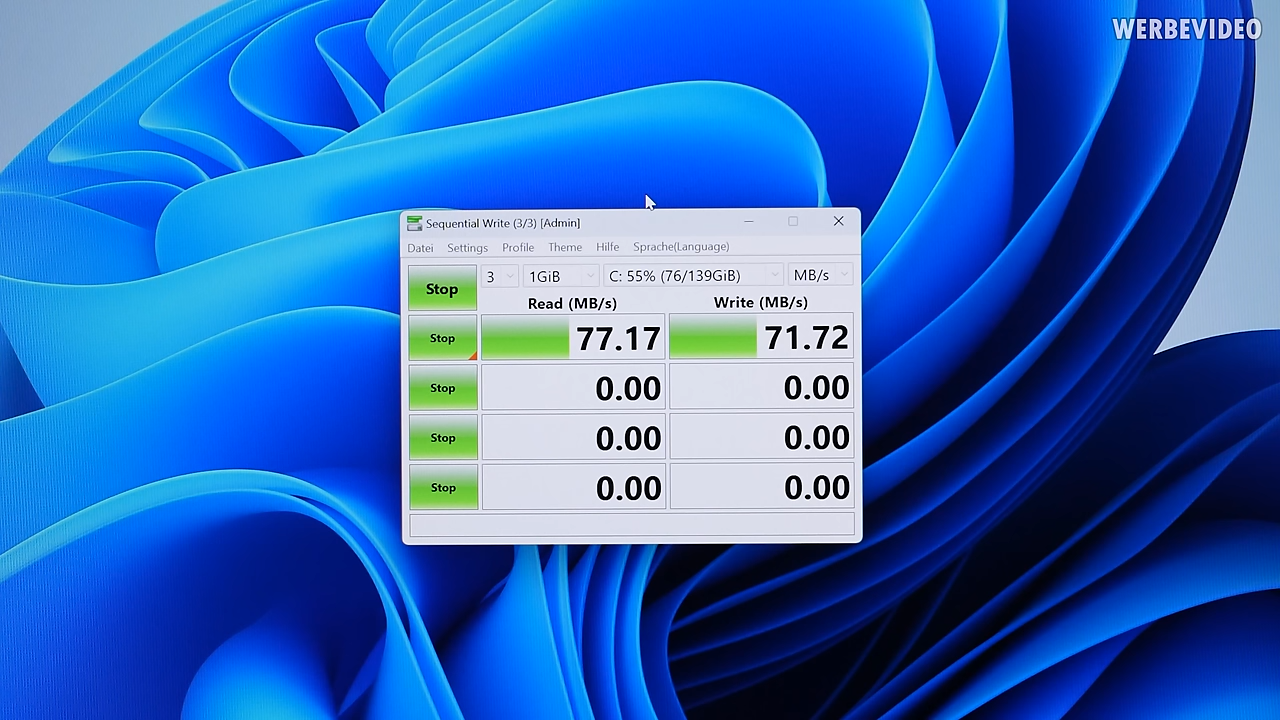 WERBEVIDEO
Sequential Write (3/3) [Admin]
Datei Settings Profile Theme Hilfe Sprache(Language)
Stop 3 1GiB C: 55% (76/139GiB) MB/s
Read (MB/s) Write (MB/s)
Stop 77.17 71.72
Stop 0.00 0.00
Stop 0.00 0.00
Stop 0.00 0.00